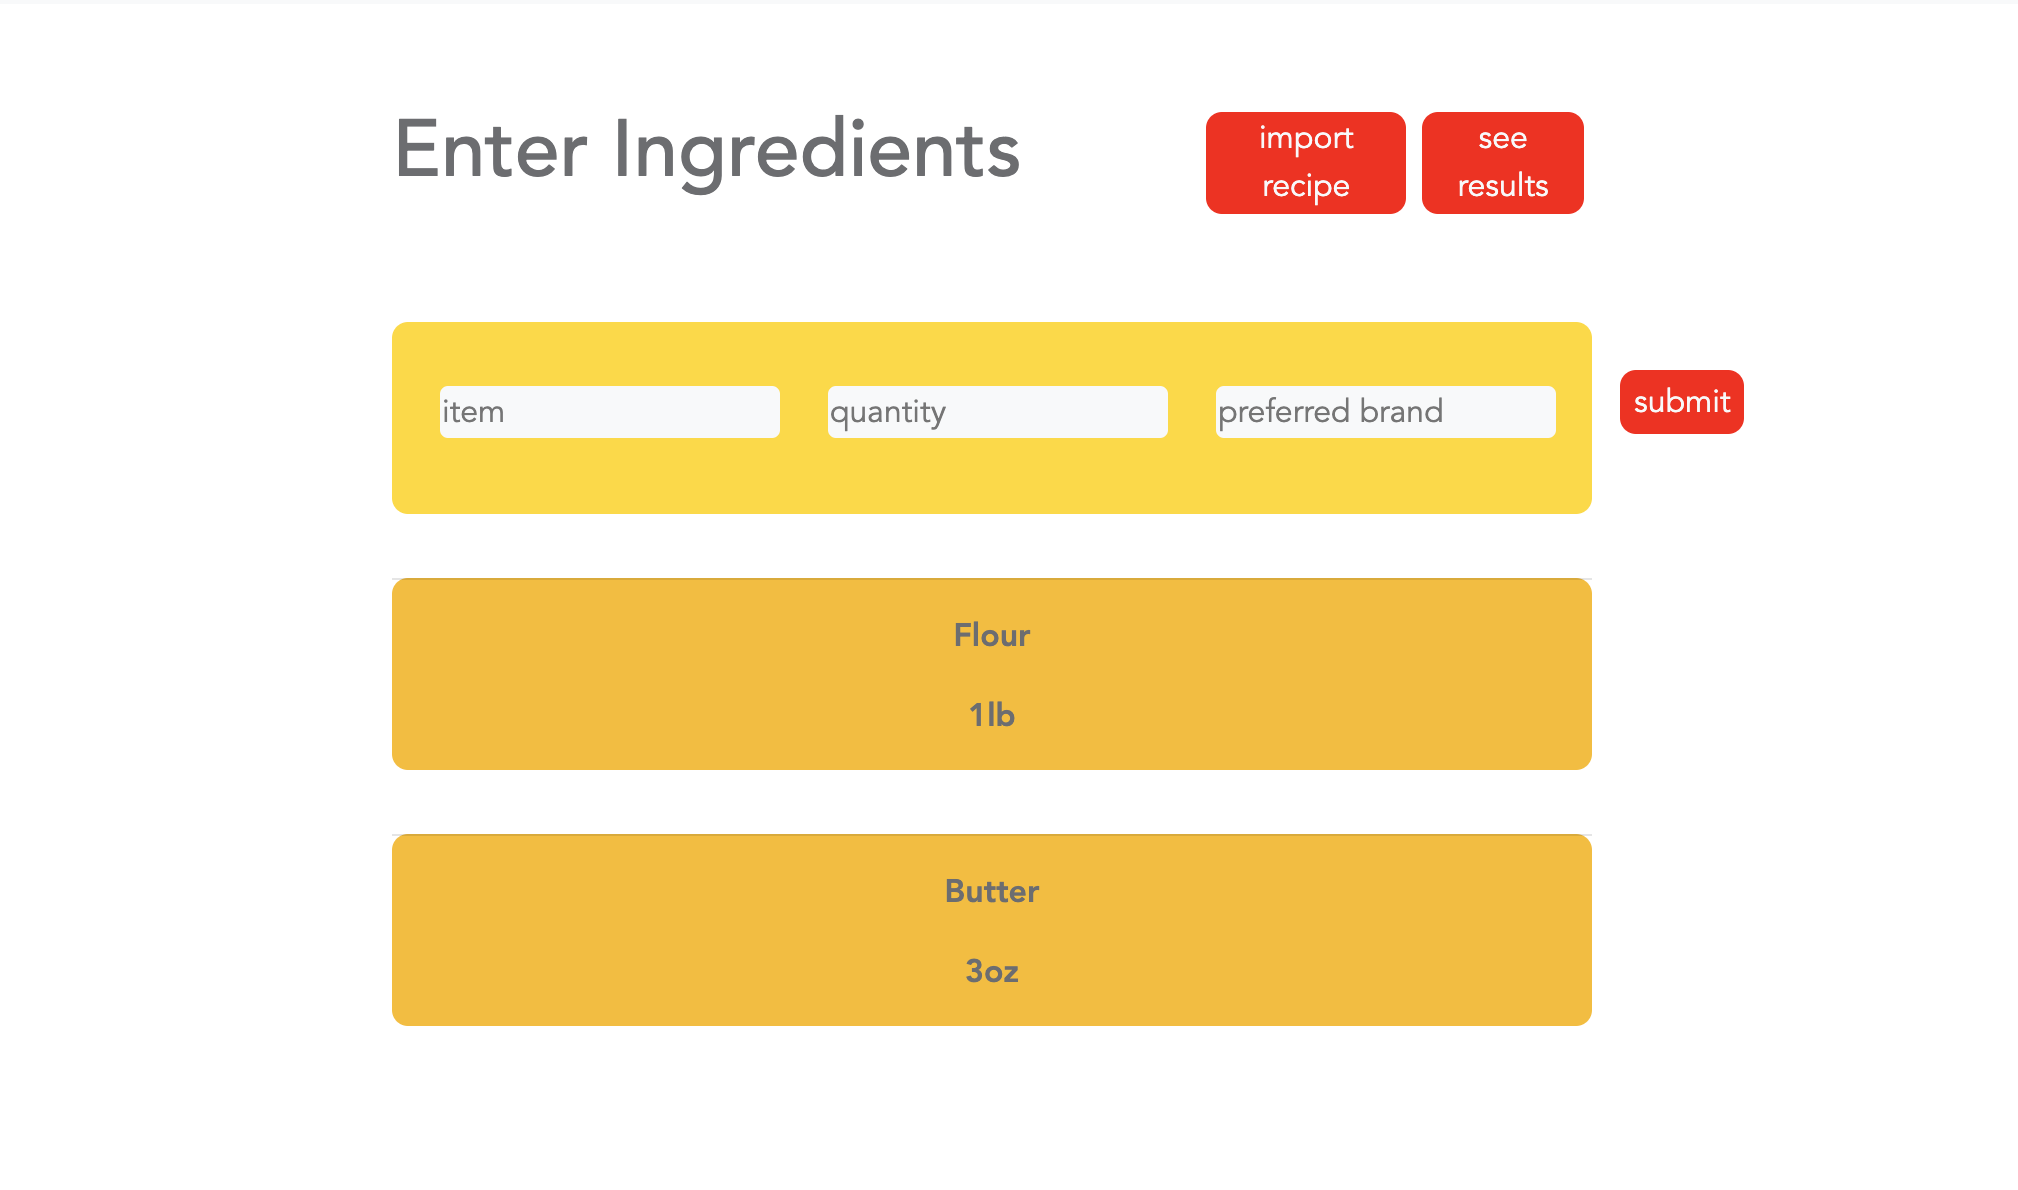 Enter Ingredients
import
recipe
see
results
item
quantity
preferred brand
submit
Flour
1lb
Butter
3oz